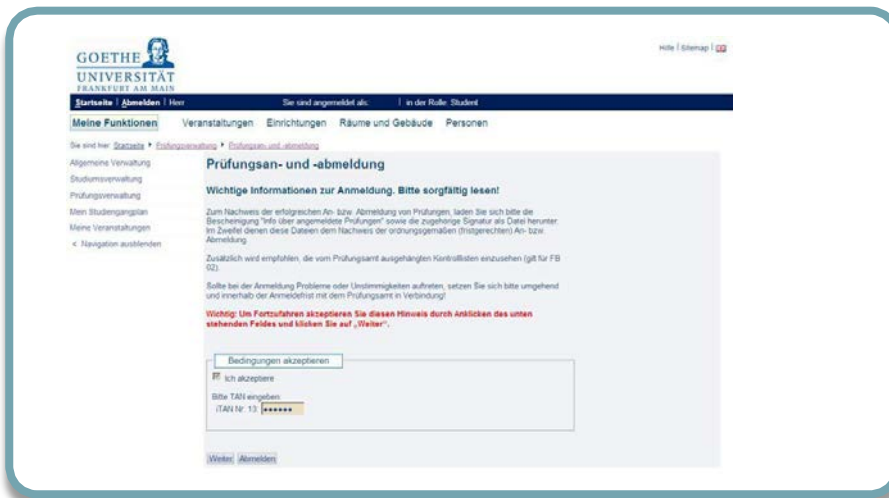 GOETHE
UNIVERSITÄT
FRANKFURT AM MAIN
Hilfe | Sitemap |
Startseite | Abmelden | Herr Sie sind angemeldet als: | in der Rolle: Student
Meine Funktionen Veranstaltungen Einrichtungen Räume und Gebäude Personen
Sie sind hier: Startseite Prüfungsverwaltung Prüfungsan- und -abmeldung
Allgemeine Verwaltung
Studiumsverwaltung
Prüfungsverwaltung
Mein Studiengangplan
Meine Veranstaltungen
< Navigation ausblenden
Prüfungsan- und -abmeldung
Wichtige Informationen zur Anmeldung. Bitte sorgfältig lesen!
Zum Nachweis der erfolgreichen An- bzw. Abmeldung von Prüfungen, laden Sie sich bitte die
Bescheinigung "Info über angemeldete Prüfungen" sowie die zugehörige Signatur als Datei herunter.
Im Zweifel dienen diese Dateien dem Nachweis der ordnungsgemäßen (fristgerechten) An- bzw.
Abmeldung.
Zusätzlich wird empfohlen, die vom Prüfungsamt ausgehängten Kontrolllisten einzusehen (gilt für FB
02).
Sollte bei der Anmeldung Probleme oder Unstimmigkeiten auftreten, setzen Sie sich bitte umgehend
und innerhalb der Anmeldefrist mit dem Prüfungsamt in Verbindung!
Wichtig: Um Fortzufahren akzeptieren Sie diesen Hinweis durch Anklicken des unten
stehenden Feldes und klicken Sie auf „Weiter“.
Bedingungen akzeptieren
Ich akzeptiere
Bitte TAN eingeben:
iTAN Nr. 13:
Weiter Abmelden